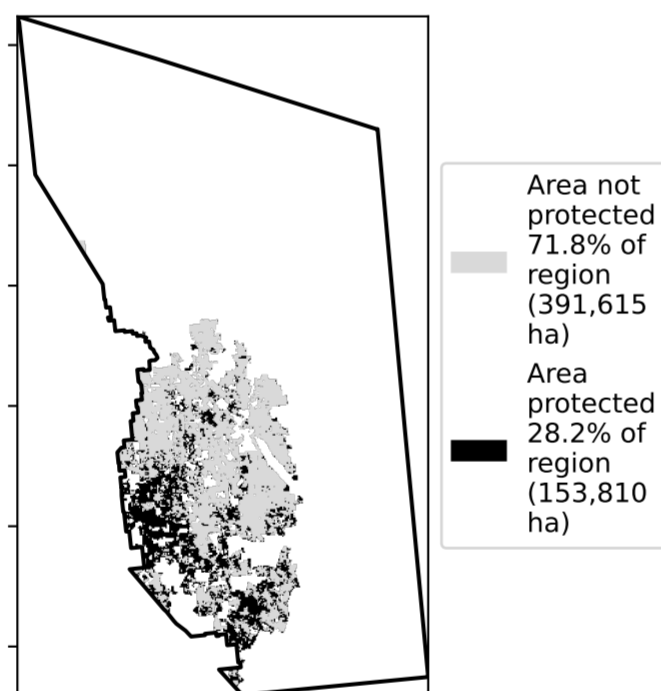 Area not
protected
71.8% of
region
(391,615
ha)
Area
protected
28.2% of
region
(153,810
ha)